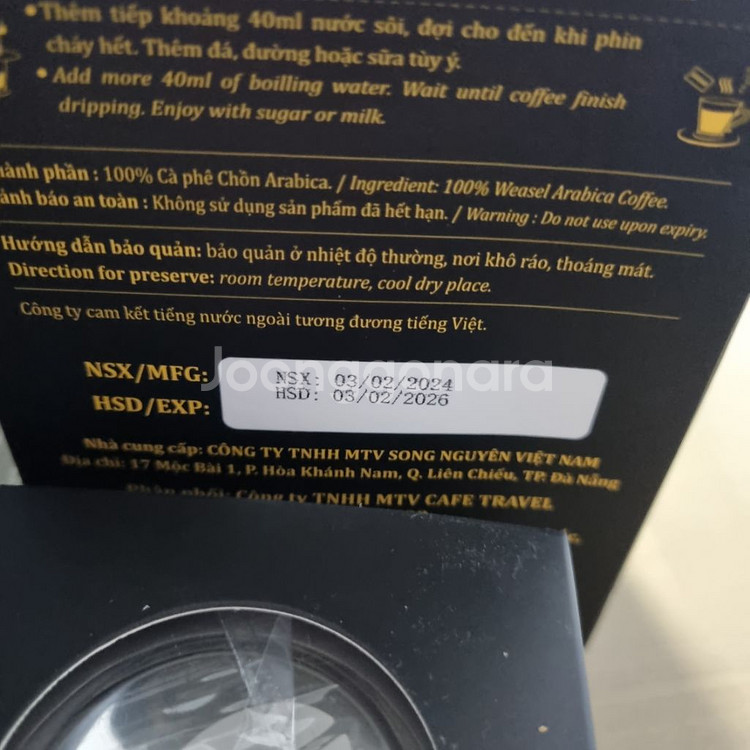 •Thêm tiếp khoảng 40ml nước sôi, đợi cho đến khi phin
chảy hết. Thêm đá, đường hoặc sữa tùy ý.
•Add more 40ml of boilling water. Wait until coffee finish
dripping. Enjoy with sugar or milk.
ành phần : 100% Cà phê Chồn Arabica. / Ingredient: 100% Weasel Arabica Coffee.
ảnh báo an toàn : Không sử dụng sản phẩm đã hết hạn. / Warning : Do not use upon expiry.
Hướng dẫn bảo quản: bảo quản ở nhiệt độ thường, nơi khô ráo, thoáng mát.
Direction for preserve: room temperature, cool dry place.
Công ty cam kết tiếng nước ngoài tương đương tiếng Việt.
NSX/MFG: NSX: 03/02/2024
HSD/EXP: HSD: 03/02/2026
Joonggonara
Nhà cung cấp: CÔNG TY TNHH MTV SONG NGUYÊN VIỆT NAM
Địa chỉ: 17 Mộc Bài 1, P. Hòa Khánh Nam, Q. Liên Chiểu, TP. Đà Nẵng
Phân phối: Công ty TNHH MTV CAFE TRAVEL